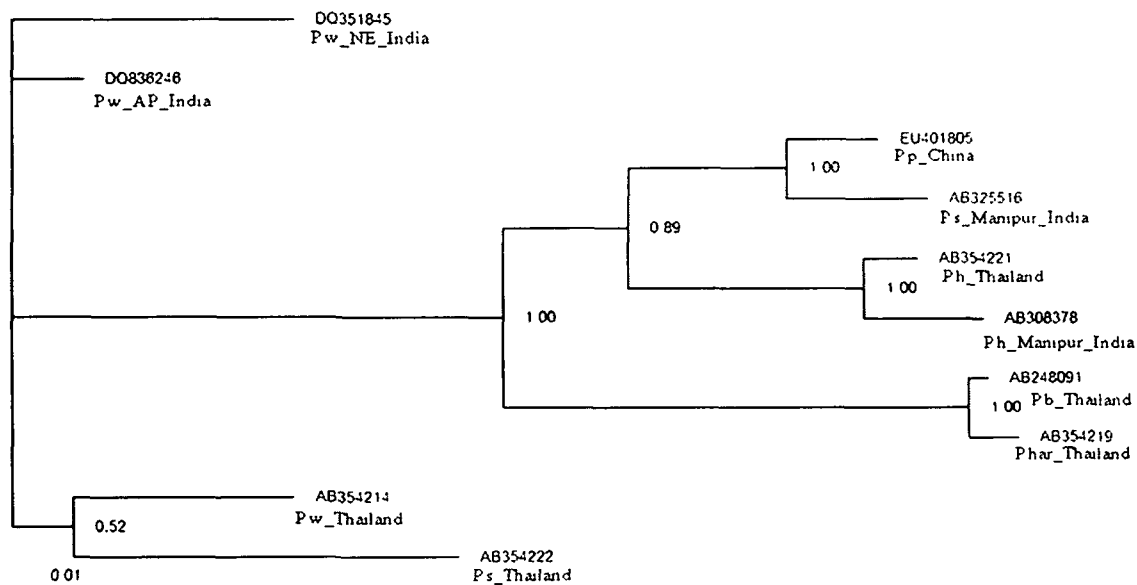 DQ351845
Pw_NE_India
DQ836246
Pw_AP_India
EU401805
Pp_China
1 00
AB325516
Ps_Manipur_India
0 89
AB354221
Ph_Thailand
1 00
AB308378
Ph_Manipur_India
1 00
AB248091
Pb_Thailand
1 00
AB354219
Phar_Thailand
AB354214
Pw_Thailand
0.52
AB354222
Ps_Thailand
0 01